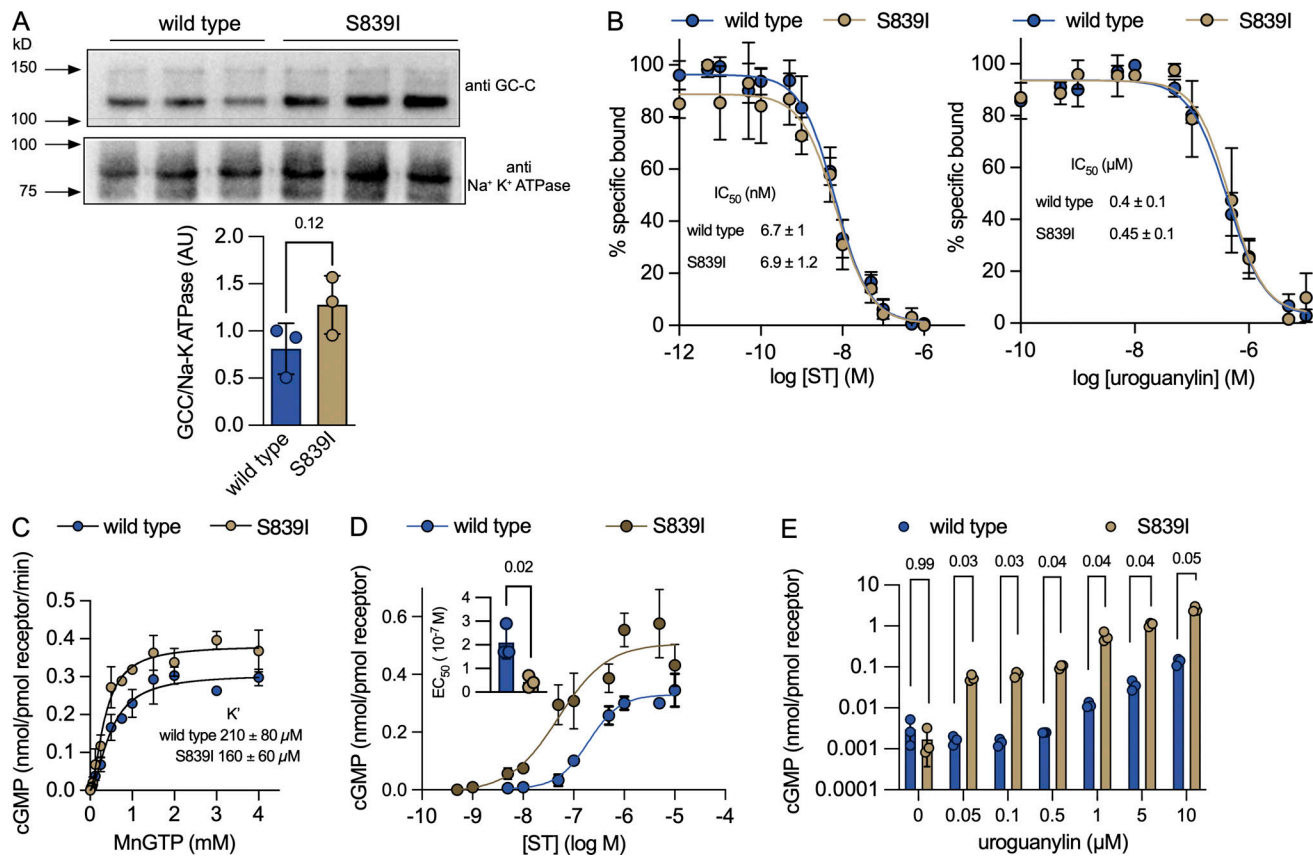 A
wild type
S839I
kD
150
100
anti GC-C
100
75
anti
Na⁺ K⁺ ATPase
0.12
GCC/Na-K ATPase (AU)
2.0
1.5
1.0
0.5
0.0
wild type
S839I
B
wild type
S839I
% specific bound
100
80
60
40
20
0
IC50 (nM)
wild type 6.7 ± 1
S839I 6.9 ± 1.2
-12
-10
-8
-6
log [ST] (M)
wild type
S839I
% specific bound
100
80
60
40
20
0
IC50 (µM)
wild type 0.4 ± 0.1
S839I 0.45 ± 0.1
-10
-8
-6
log [uroguanylin] (M)
C
wild type
S839I
cGMP (nmol/pmol receptor/min)
0.5
0.4
0.3
0.2
0.1
0.0
K'
wild type 210 ± 80 µM
S839I 160 ± 60 µM
0
1
2
3
4
MnGTP (mM)
D
wild type
S839I
cGMP (nmol/pmol receptor)
0.6
0.4
0.2
0.0
0.02
EC50 (10⁻⁷ M)
4
3
2
1
0
-10
-9
-8
-7
-6
-5
-4
[ST] (log M)
E
wild type
S839I
cGMP (nmol/pmol receptor)
10
1
0.1
0.01
0.001
0.0001
0.99
0.03
0.03
0.04
0.04
0.04
0.05
0
0.05
0.1
0.5
1
5
10
uroguanylin (µM)